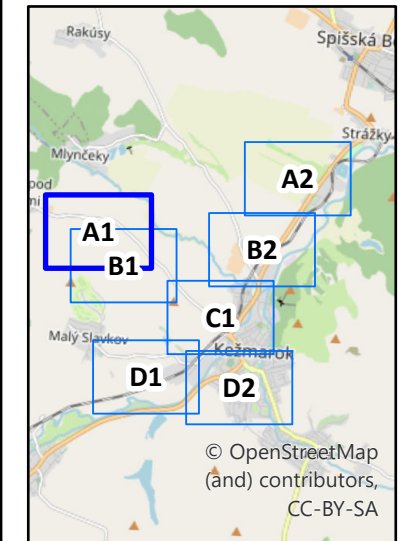 Rakúsy
Spišská B
Strážky
Mlynčeky
A2
pod
mi
A1
B2
B1
C1
Malý Slavkov
Kežmarok
D1
D2
© OpenStreetMap
(and) contributors,
CC-BY-SA